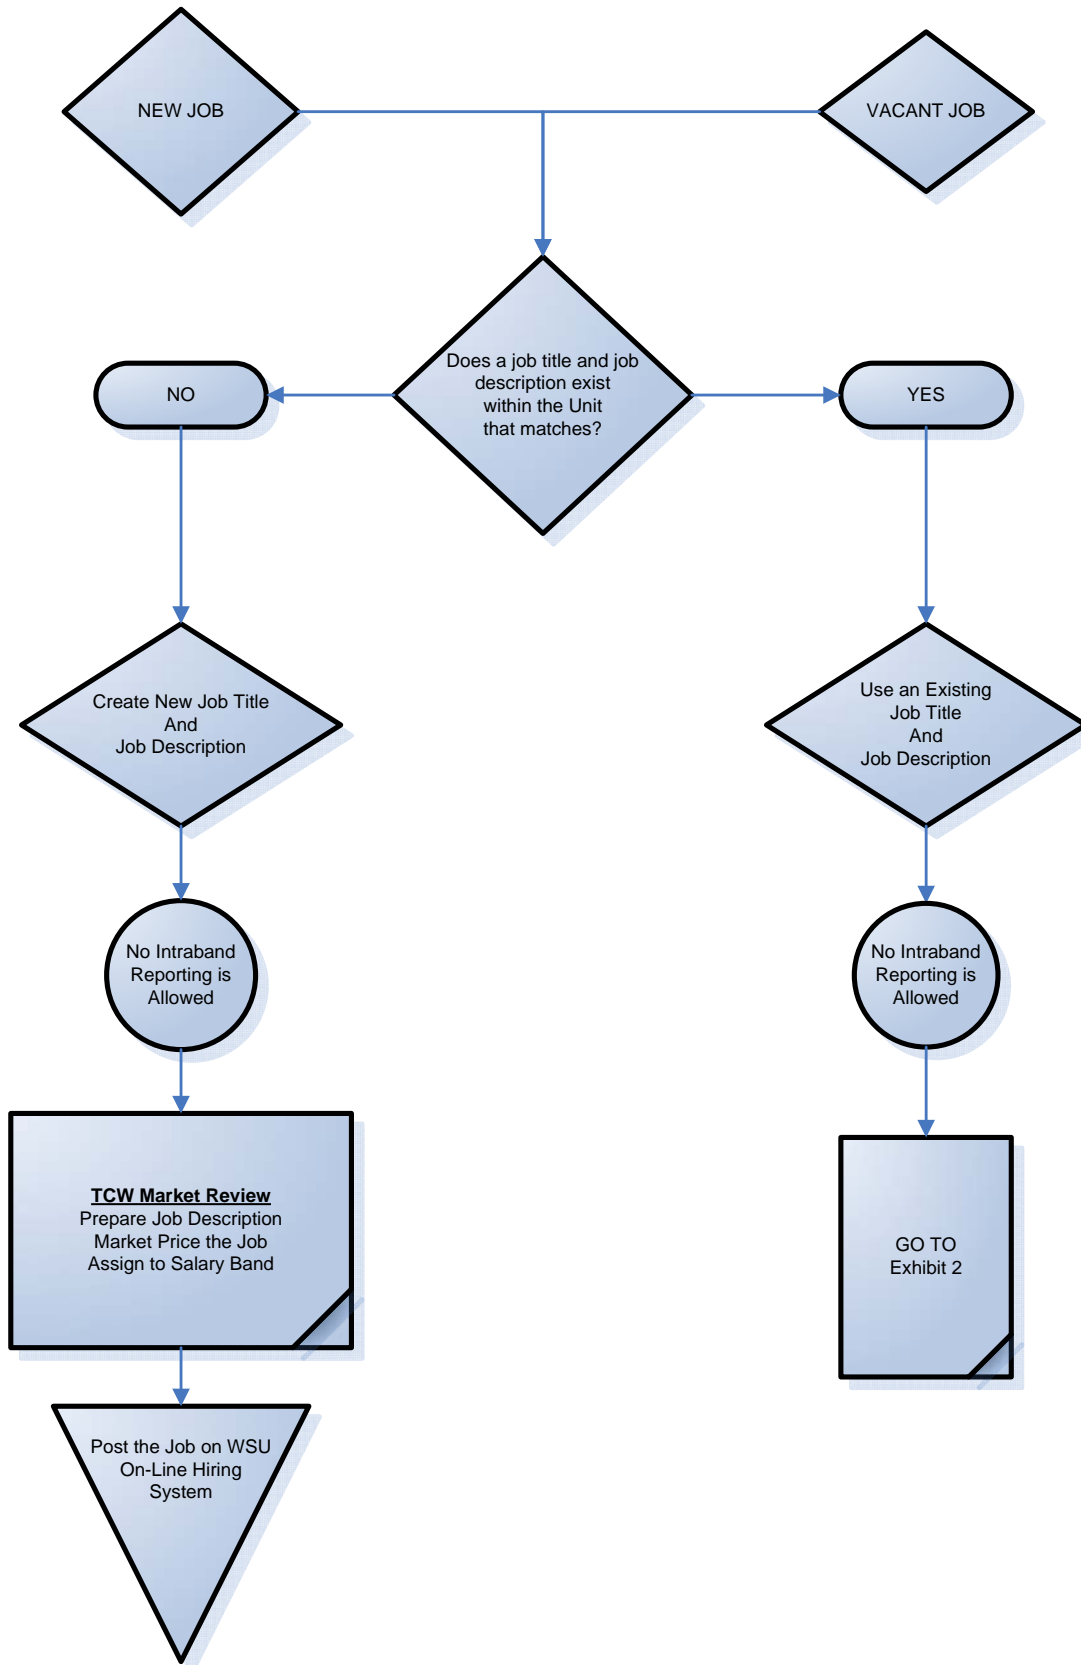 NEW JOB
VACANT JOB
Does a job title and job
description exist
within the Unit
that matches?
NO
YES
Create New Job Title
And
Job Description
Use an Existing
Job Title
And
Job Description
No Intraband
Reporting is
Allowed
No Intraband
Reporting is
Allowed
TCW Market Review
Prepare Job Description
Market Price the Job
Assign to Salary Band
GO TO
Exhibit 2
Post the Job on WSU
On-Line Hiring
System